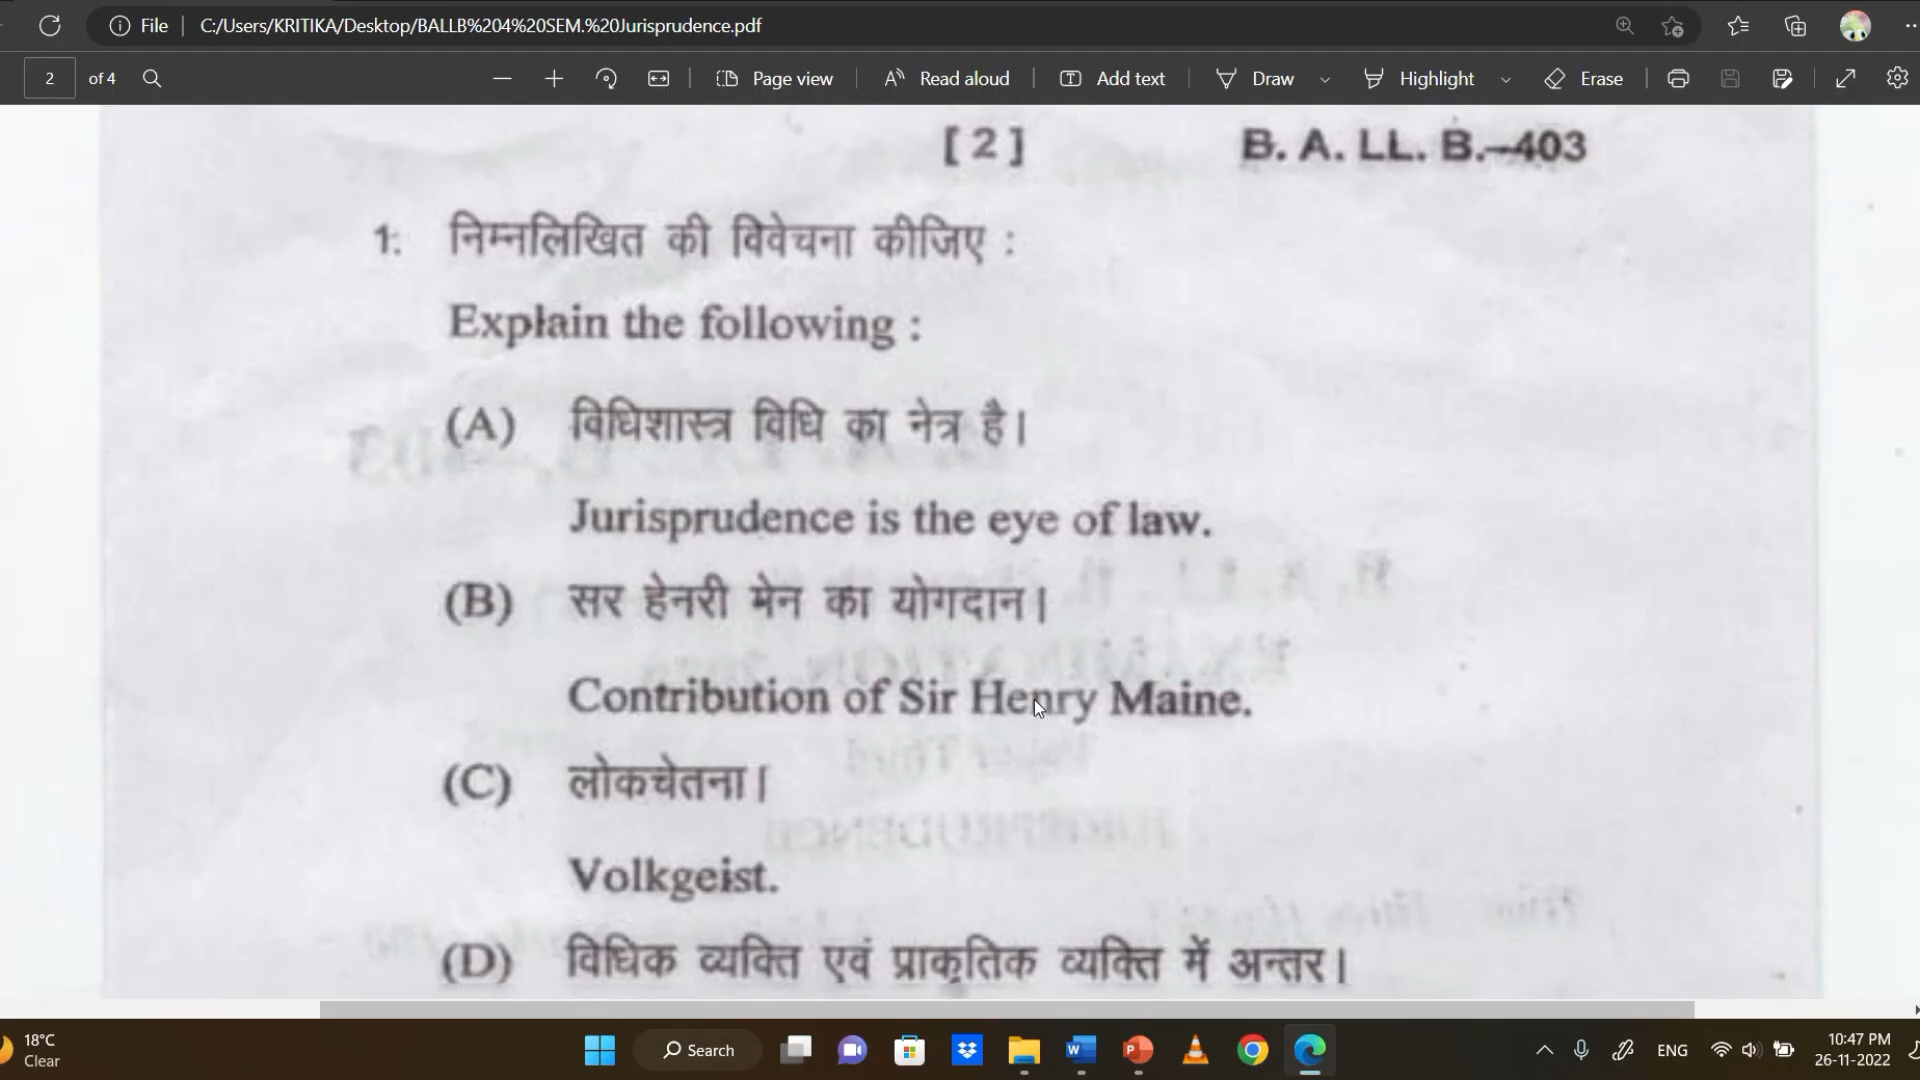 File
C:/Users/KRITIKA/Desktop/BALLB%204%20SEM.%20Jurisprudence.pdf
2 of 4
Page view
Read aloud
Add text
Draw
Highlight
Erase
[ 2 ]
B. A. LL. B.—403
1. निम्नलिखित की विवेचना कीजिए :
Explain the following :
(A) विधिशास्त्र विधि का नेत्र है।
Jurisprudence is the eye of law.
(B) सर हेनरी मेन का योगदान।
Contribution of Sir Henry Maine.
(C) लोकचेतना।
Volkgeist.
(D) विधिक व्यक्ति एवं प्राकृतिक व्यक्ति में अन्तर।
18°C
Clear
Search
ENG
10:47 PM
26-11-2022